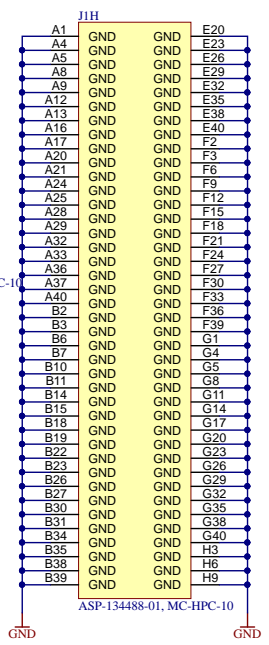 J1H
A1 GND GND E20
A4 GND GND E23
A5 GND GND E26
A8 GND GND E29
A9 GND GND E32
A12 GND GND E35
A13 GND GND E38
A16 GND GND E40
A17 GND GND F2
A20 GND GND F3
A21 GND GND F6
A24 GND GND F9
A25 GND GND F12
A28 GND GND F15
A29 GND GND F18
A32 GND GND F21
A33 GND GND F24
A36 GND GND F27
C-10 A37 GND GND F30
A40 GND GND F33
B2 GND GND F36
B3 GND GND F39
B6 GND GND G1
B7 GND GND G4
B10 GND GND G5
B11 GND GND G8
B14 GND GND G11
B15 GND GND G14
B18 GND GND G17
B19 GND GND G20
B22 GND GND G23
B23 GND GND G26
B26 GND GND G29
B27 GND GND G32
B30 GND GND G35
B31 GND GND G38
B34 GND GND G40
B35 GND GND H3
B38 GND GND H6
B39 GND GND H9
ASP-134488-01, MC-HPC-10
GND GND